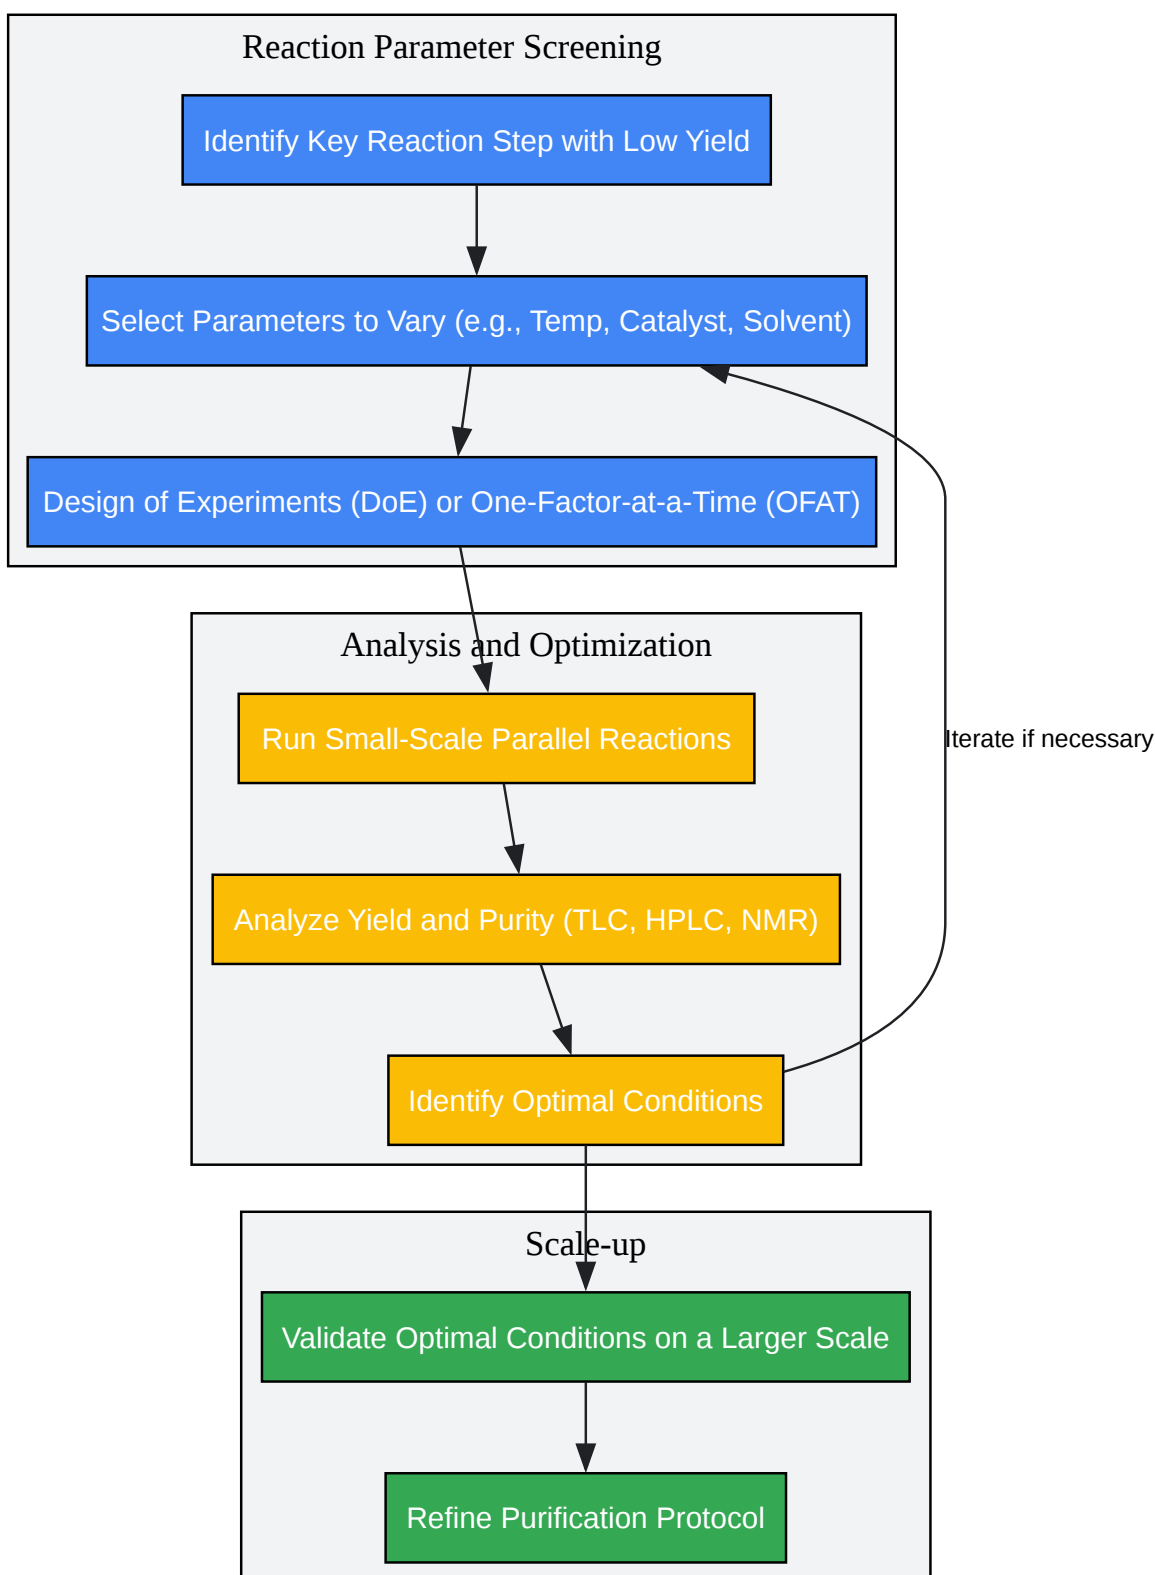 Reaction Parameter Screening
Identify Key Reaction Step with Low Yield
Select Parameters to Vary (e.g., Temp, Catalyst, Solvent)
Design of Experiments (DoE) or One-Factor-at-a-Time (OFAT)
Analysis and Optimization
Run Small-Scale Parallel Reactions
Iterate if necessary
Analyze Yield and Purity (TLC, HPLC, NMR)
Identify Optimal Conditions
Scale-up
Validate Optimal Conditions on a Larger Scale
Refine Purification Protocol